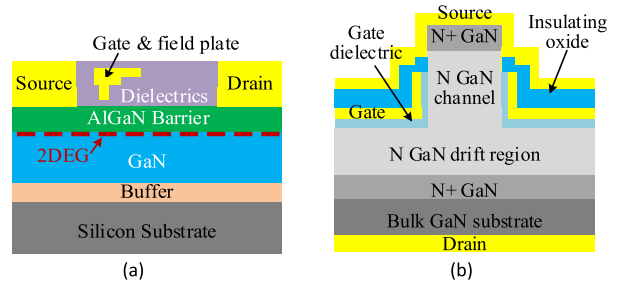 Gate & field plate
Source
Drain
Dielectrics
AlGaN Barrier
2DEG
GaN
Buffer
Silicon Substrate
(a)
Source
Gate
dielectric
N+ GaN
Insulating
oxide
N GaN
channel
Gate
N GaN drift region
N+ GaN
Bulk GaN substrate
Drain
(b)